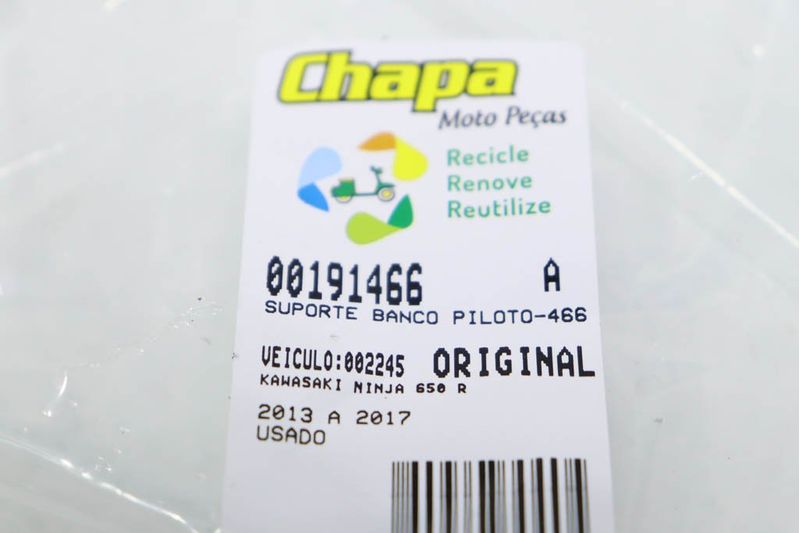 Chapa
Moto Peças
Recicle
Renove
Reutilize
00191466 A
SUPORTE BANCO PILOTO-466
VEICULO:002245 ORIGINAL
KAWASAKI NINJA 650 R
2013 A 2017
USADO